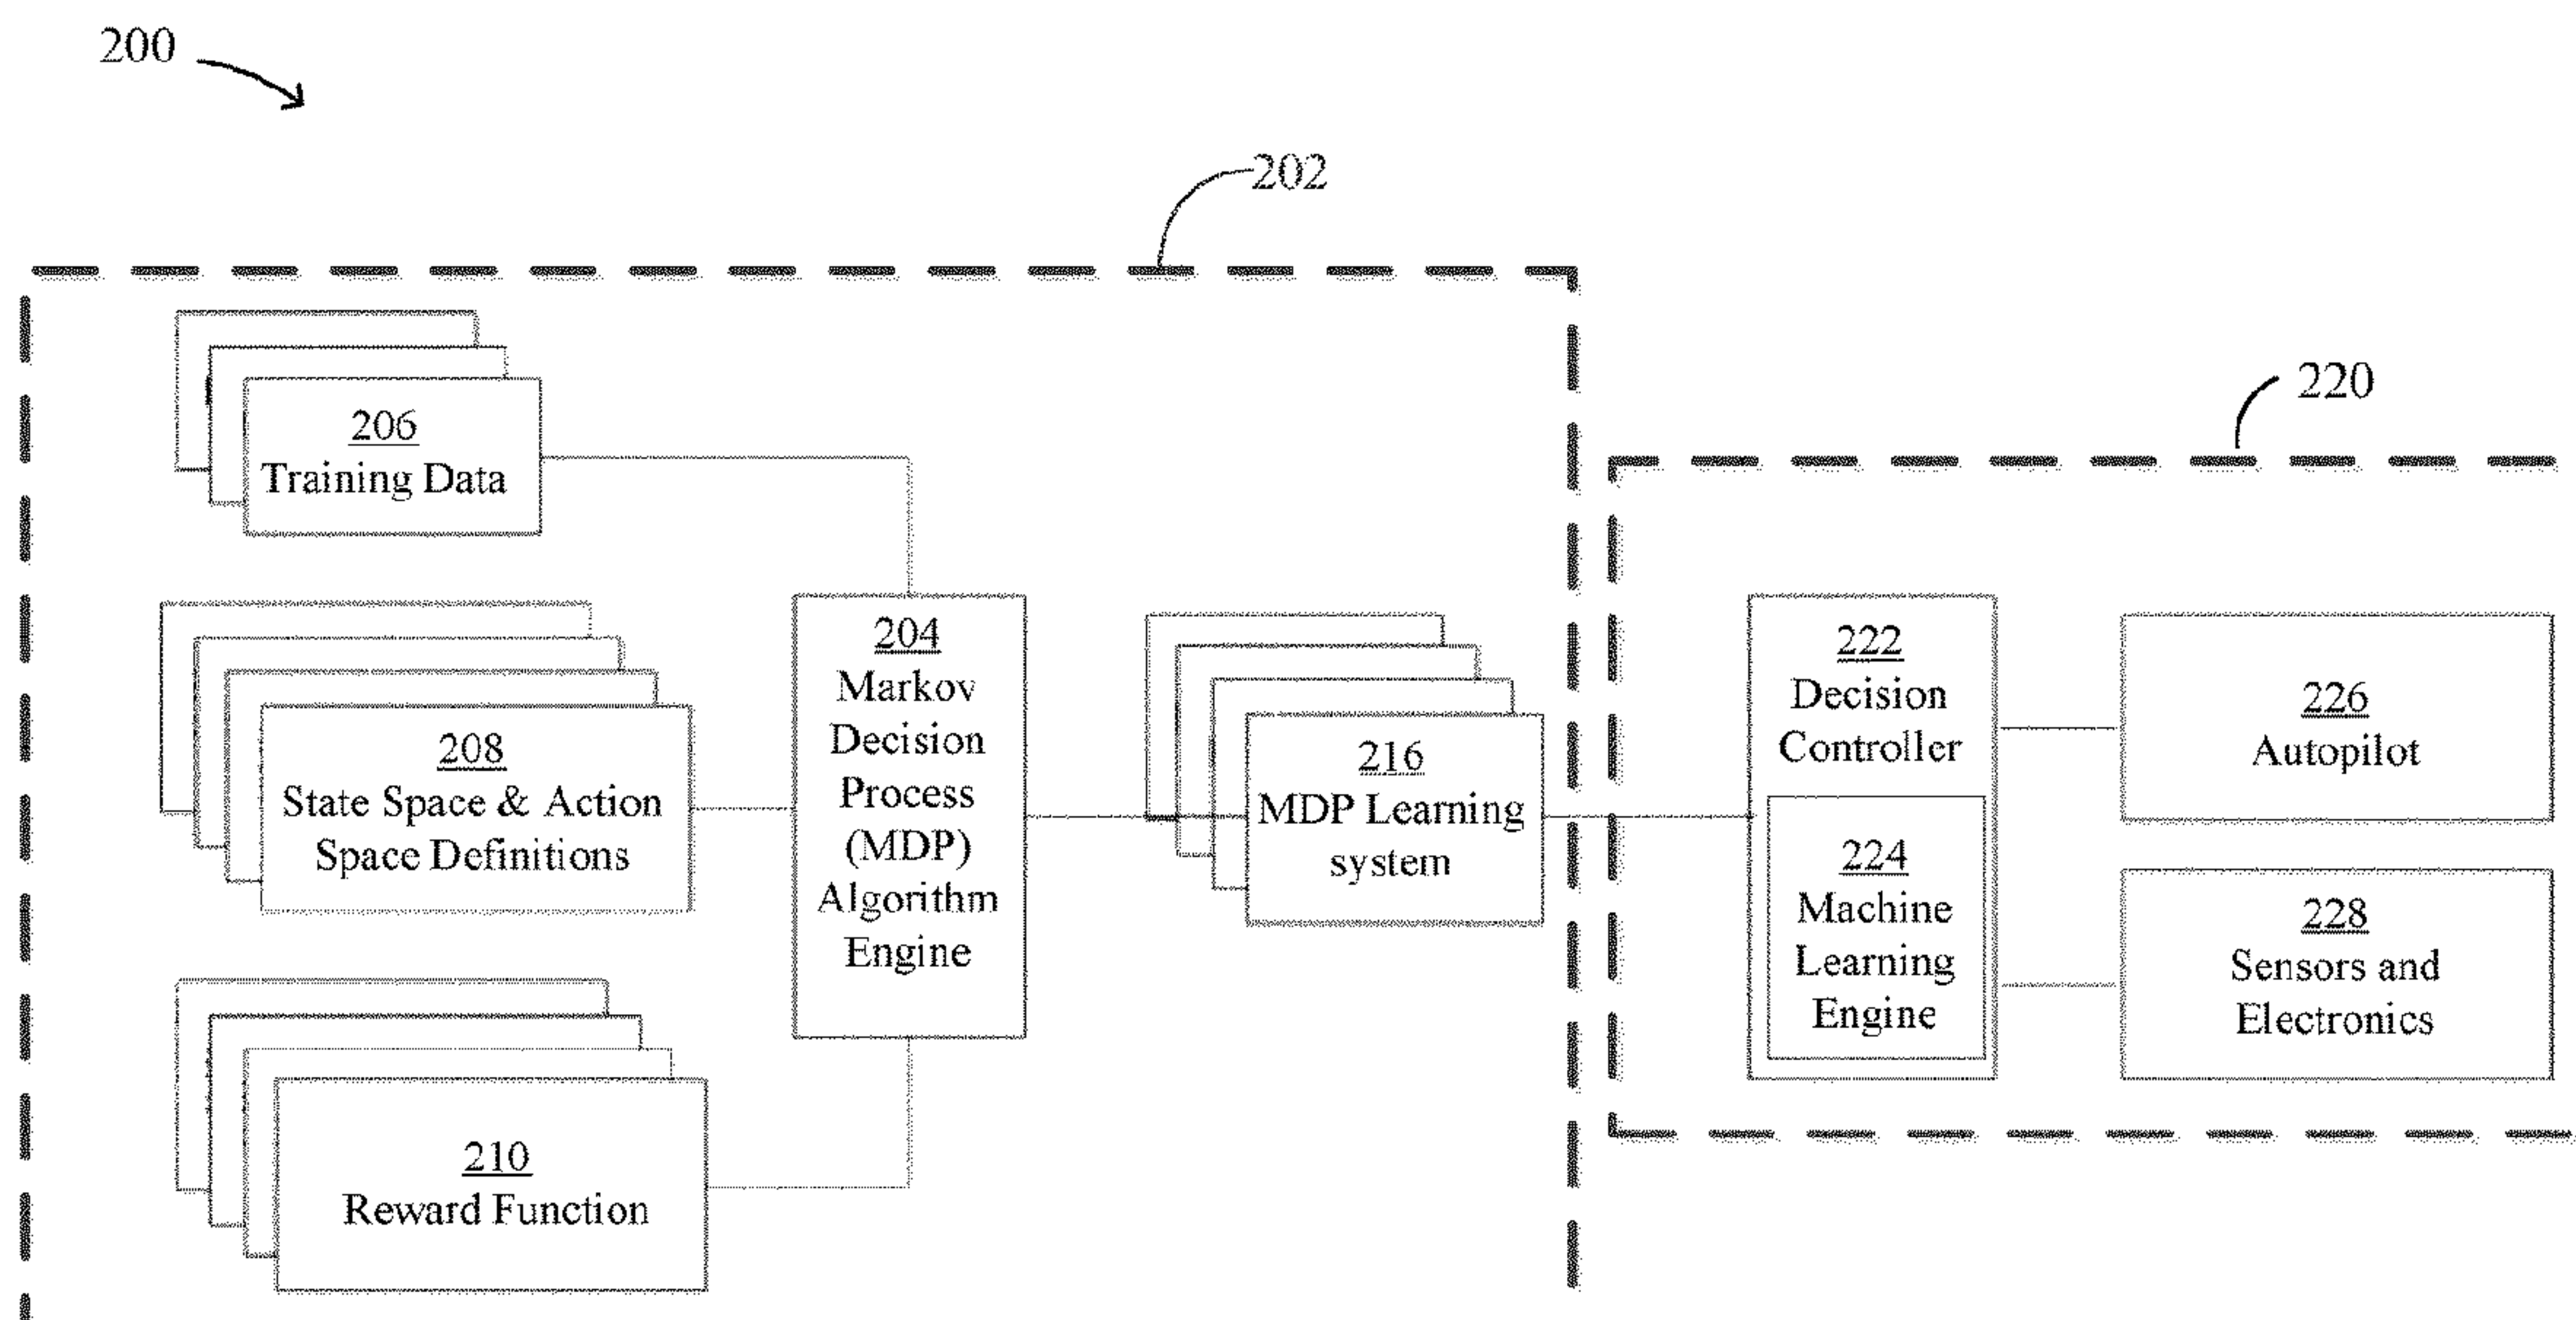 200
202
220
206
Training Data
208
State Space & Action
Space Definitions
210
Reward Function
204
Markov
Decision
Process
(MDP)
Algorithm
Engine
216
MDP Learning
system
222
Decision
Controller
224
Machine
Learning
Engine
226
Autopilot
228
Sensors and
Electronics